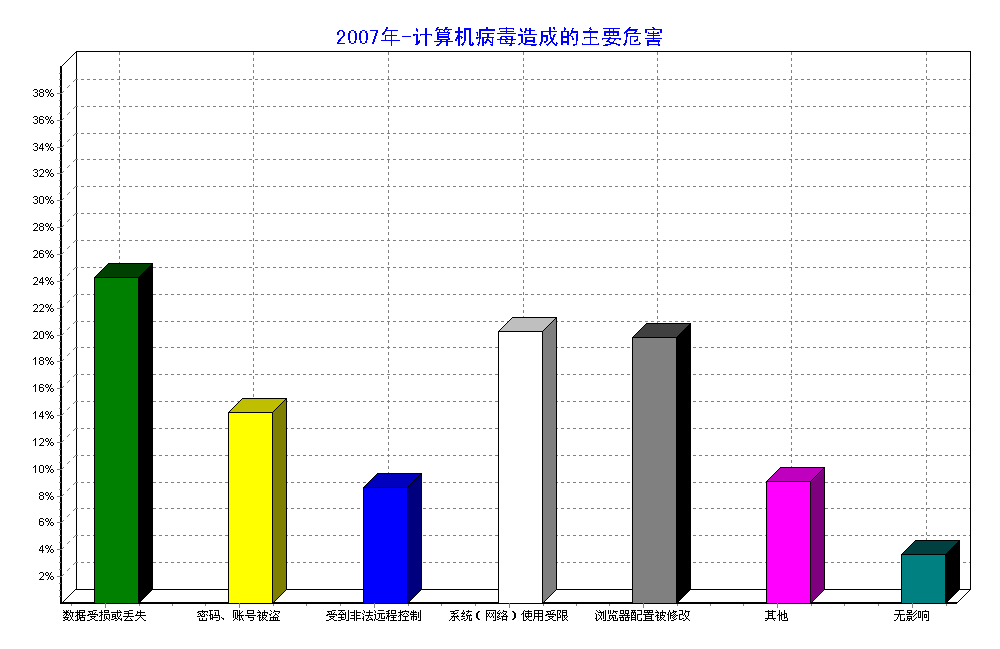 2007年-计算机病毒造成的主要危害
38%
36%
34%
32%
30%
28%
26%
24%
22%
20%
18%
16%
14%
12%
10%
8%
6%
4%
2%
数据受损或丢失
密码、账号被盗
受到非法远程控制
系统(网络)使用受限
浏览器配置被修改
其他
无影响